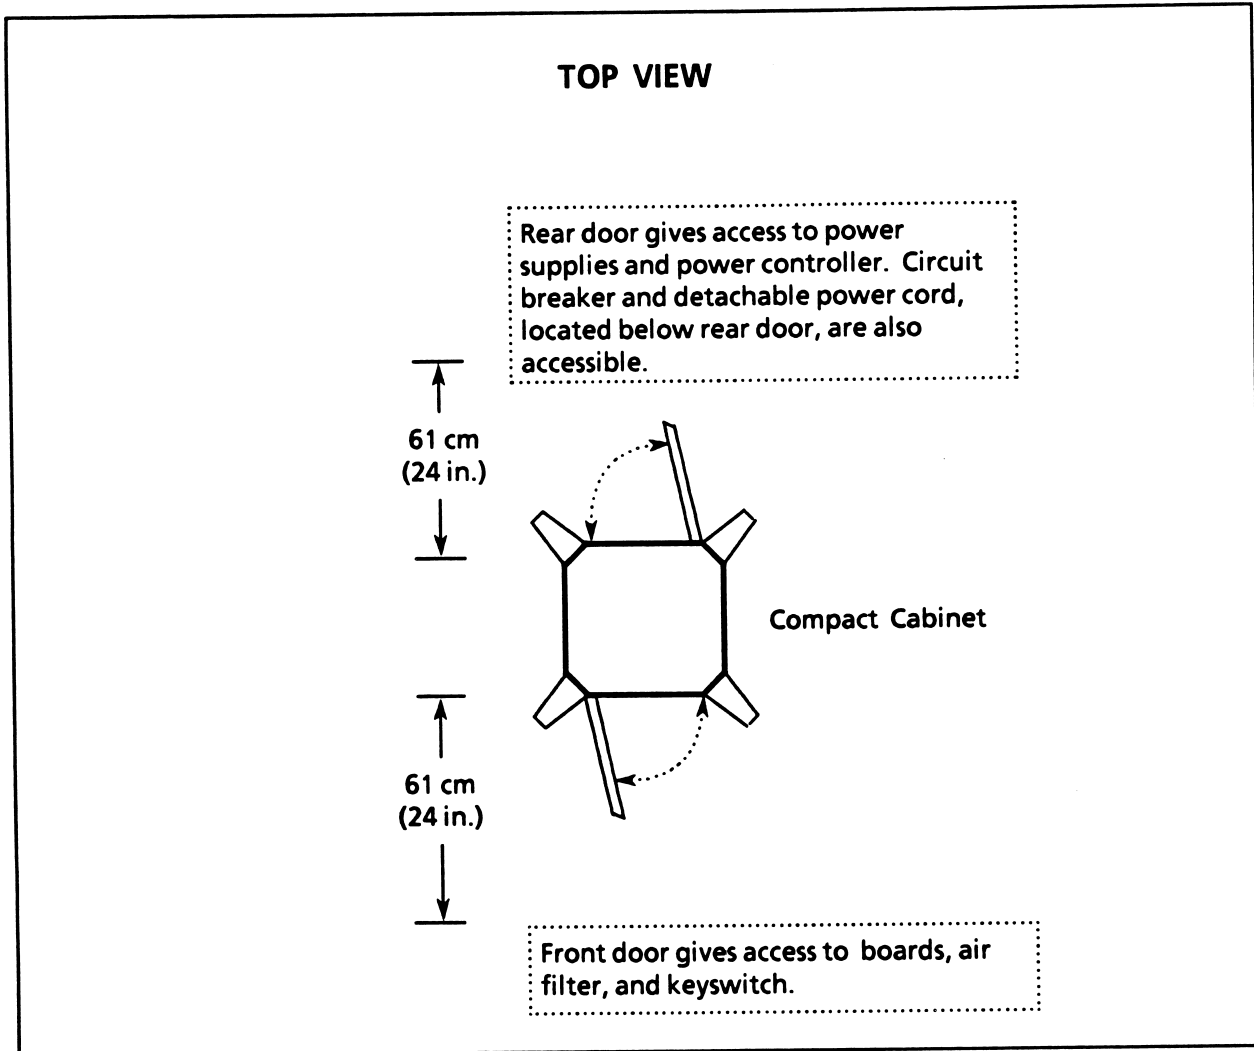 TOP VIEW
Rear door gives access to power
supplies and power controller. Circuit
breaker and detachable power cord,
located below rear door, are also
accessible.
61 cm
(24 in.)
Compact Cabinet
61 cm
(24 in.)
Front door gives access to boards, air
filter, and keyswitch.